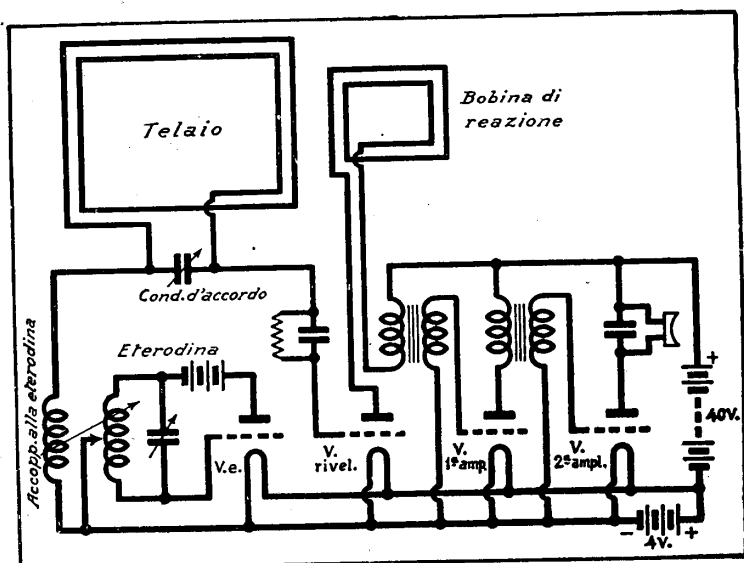 Telaio
Bobina di
reazione
Cond. d'accordo
Accopp. alla eterodina
Eterodina
+
40V.
V.e.
V.
rivel.
V.
1ª amp.
V.
2ª ampl.
-
+
4V.